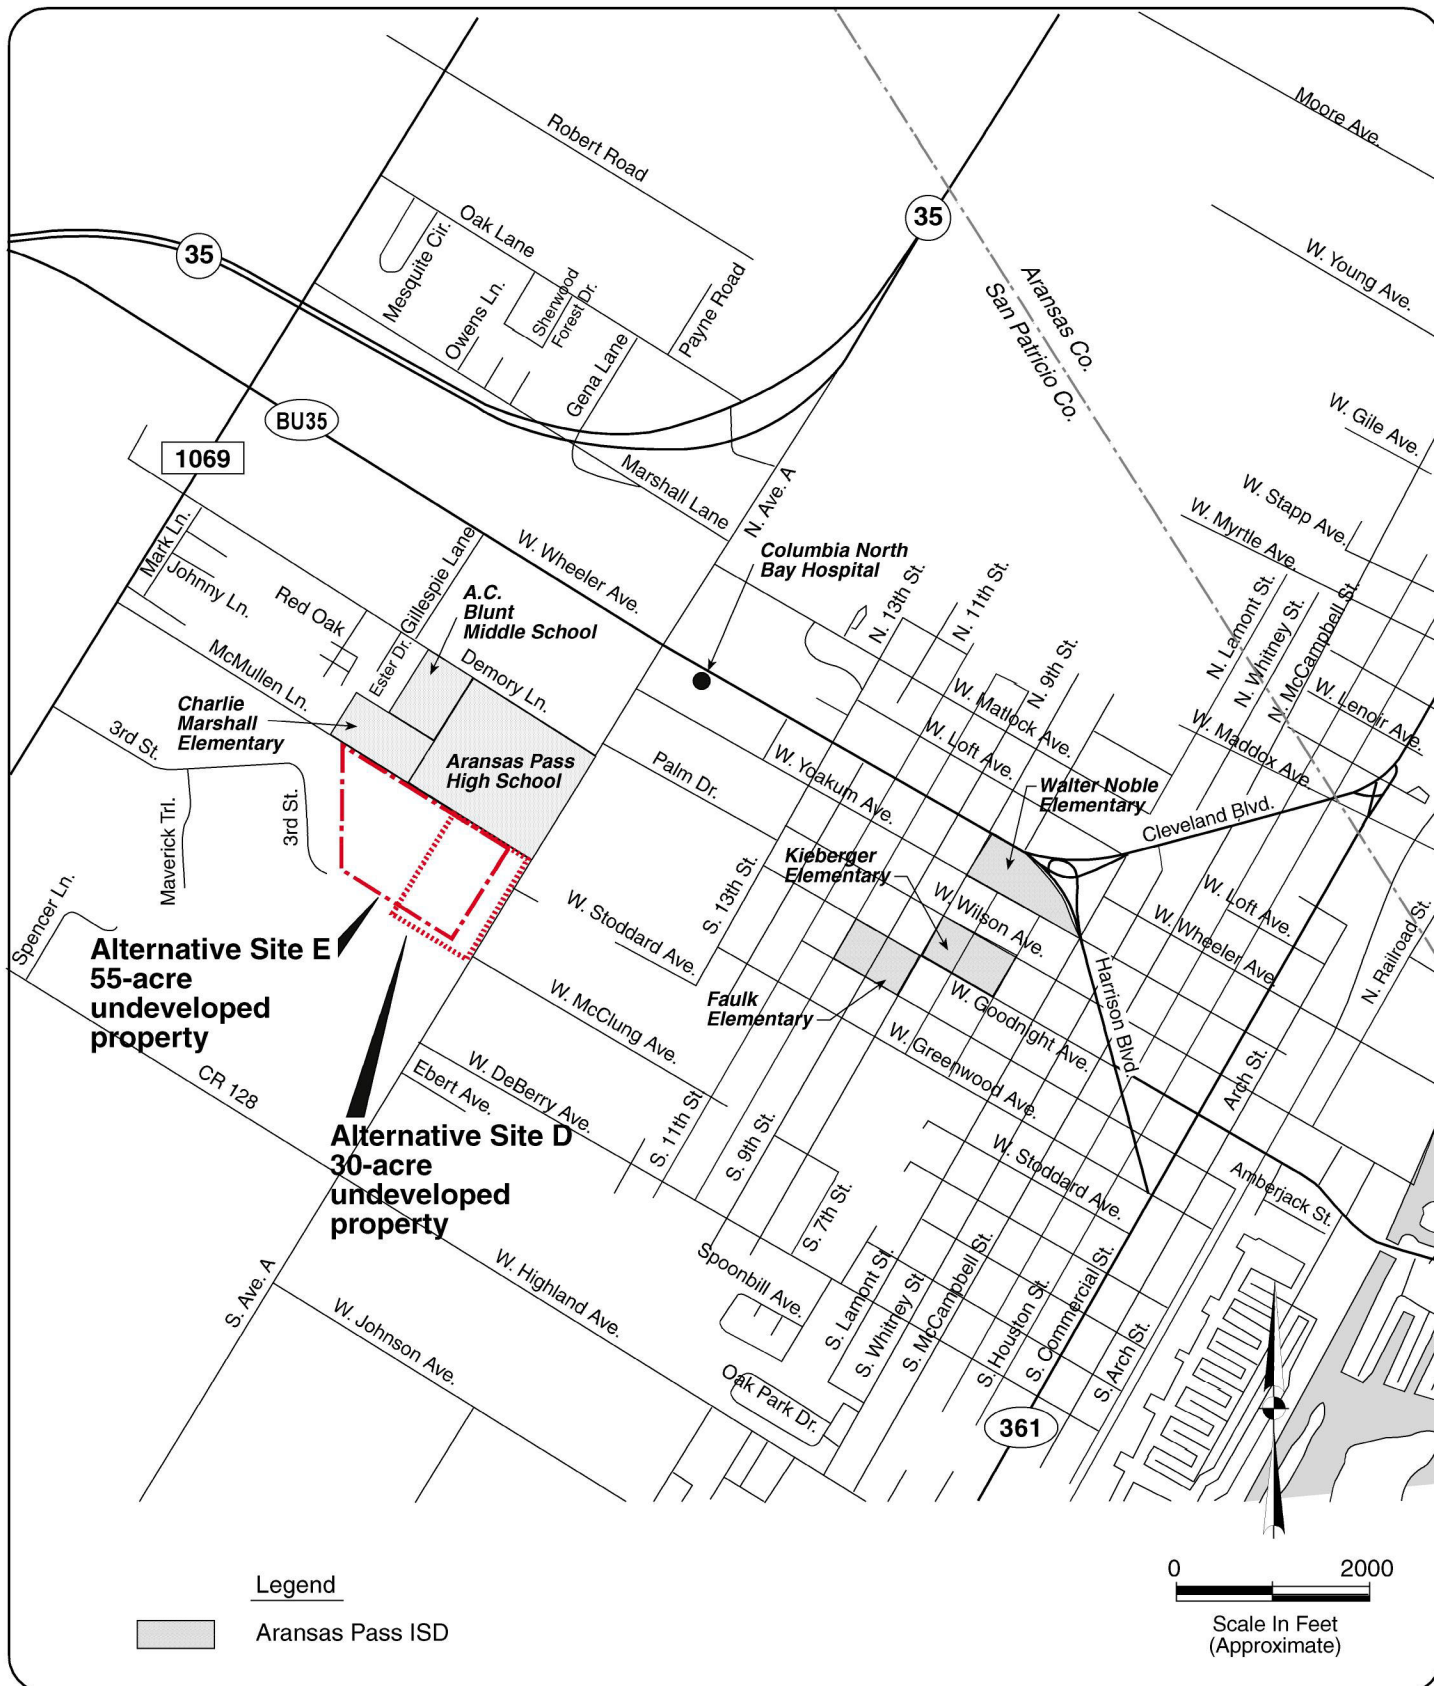 Moore Ave.
Robert Road
35
Oak Lane
W. Young Ave.
35
Mesquite Cir.
Sherwood
Forest Dr.
Payne Road
Aransas Co.
San Patricio Co.
Owens Ln.
Gena Lane
W. Gile Ave.
BU35
1069
Marshall Lane
N. Ave. A
W. Stapp Ave.
W. Myrtle Ave.
Mark Ln.
Johnny Ln.
Gillespie Lane
W. Wheeler Ave.
Columbia North
Bay Hospital
N. 13th St.
N. 11th St.
N. Lamont St.
N. Whitney St.
N. McCampbell St.
Red Oak
A.C.
Blunt
Middle School
Ester Dr.
McMullen Ln.
Demory Ln.
N. 9th St.
W. Matlock Ave.
W. Lenoir Ave.
Charlie
Marshall
Elementary
3rd St.
W. Loft Ave.
W. Maddox Ave.
Aransas Pass
High School
Palm Dr.
W. Yoakum Ave.
Walter Noble
Elementary
Cleveland Blvd.
Maverick Trl.
3rd St.
Kieberger
Elementary
S. 13th St.
W. Wilson Ave.
W. Loft Ave.
W. Wheeler Ave.
N. Railroad St.
Spencer Ln.
W. Stoddard Ave.
Alternative Site E
55-acre
undeveloped
property
Faulk
Elementary
W. McClung Ave.
W. Goodnight Ave.
Harrison Blvd.
W. Greenwood Ave.
CR 128
W. DeBerry Ave.
Ebert Ave.
Arch St.
Alternative Site D
30-acre
undeveloped
property
S. 11th St.
S. 9th St.
W. Stoddard Ave.
Amberjack St.
S. 7th St.
Spoonbill Ave.
W. Highland Ave.
S. Ave. A
W. Johnson Ave.
S. Lamont St.
S. Whitney St.
S. McCampbell St.
S. Houston St.
S. Commercial St.
S. Arch St.
Oak Park Dr.
361
0 2000
Scale In Feet
(Approximate)
Legend
Aransas Pass ISD